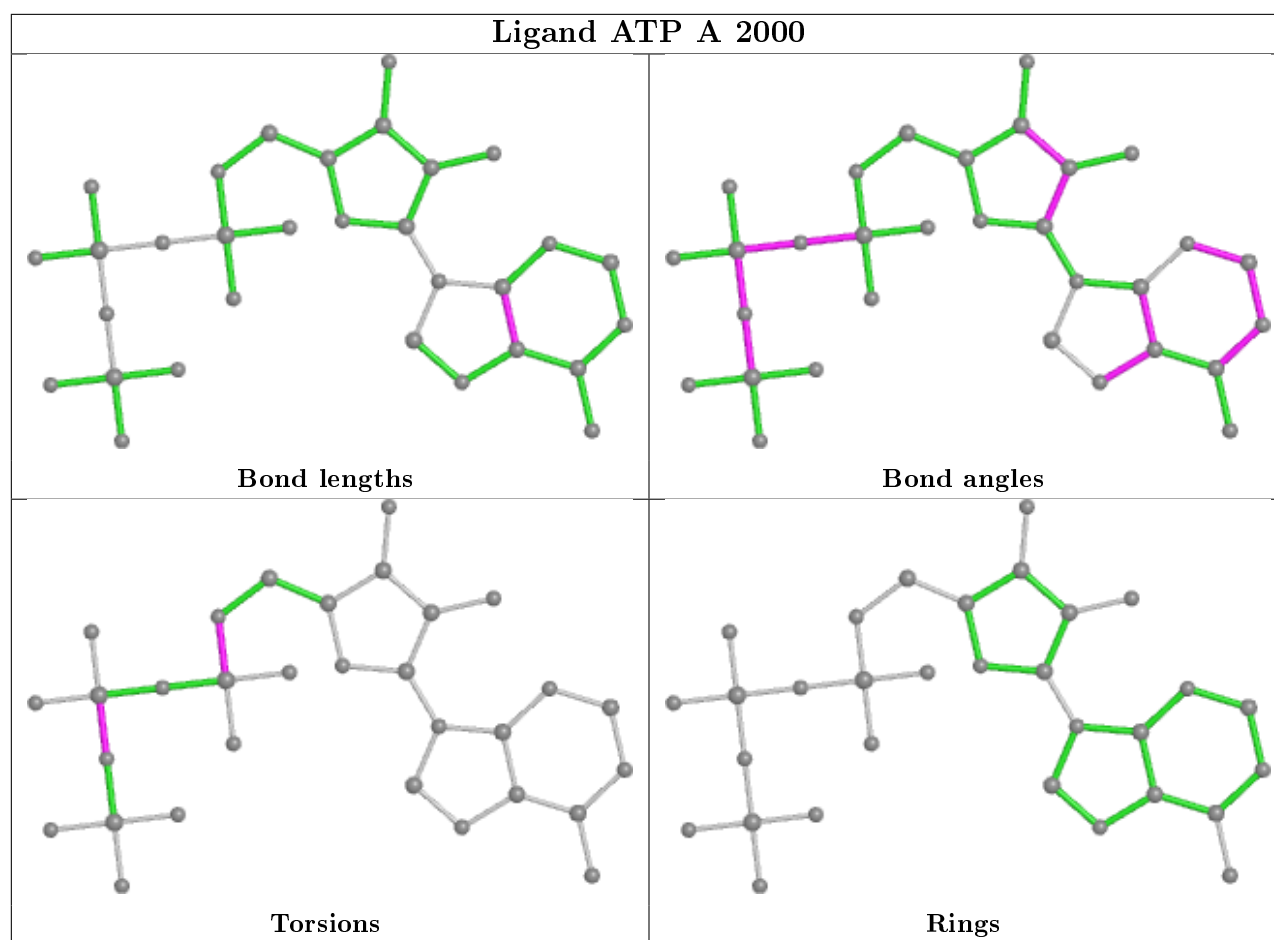 Ligand ATP A 2000
Bond lengths
Bond angles
Torsions
Rings